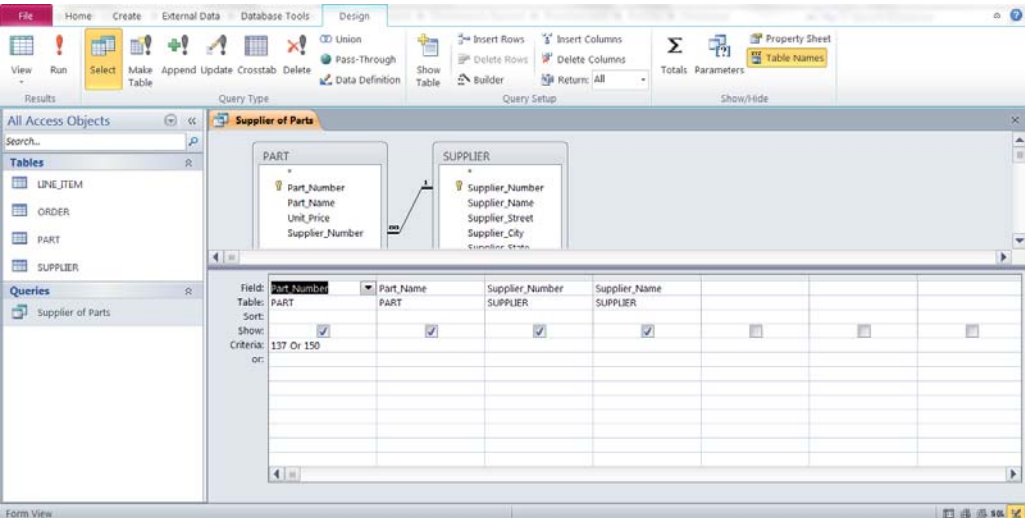 File Home Create External Data Database Tools Design
View Run Select Make Table Append Update Crosstab Delete
Union
Pass-Through
Data Definition
Show Table
Insert Rows
Delete Rows
Builder
Insert Columns
Delete Columns
Return: All
Totals Parameters
Property Sheet
Table Names
Results Query Type Query Setup Show/Hide
All Access Objects
Search...
Tables
LINE_ITEM
ORDER
PART
SUPPLIER
Queries
Supplier of Parts
Supplier of Parts
PART
*
Part_Number
Part_Name
Unit_Price
Supplier_Number
∞
1
SUPPLIER
*
Supplier_Number
Supplier_Name
Supplier_Street
Supplier_City
Supplier_State
Field: Part_Number Part_Name Supplier_Number Supplier_Name
Table: PART PART SUPPLIER SUPPLIER
Sort:
Show:
Criteria: 137 Or 150
or:
Form View
SQL